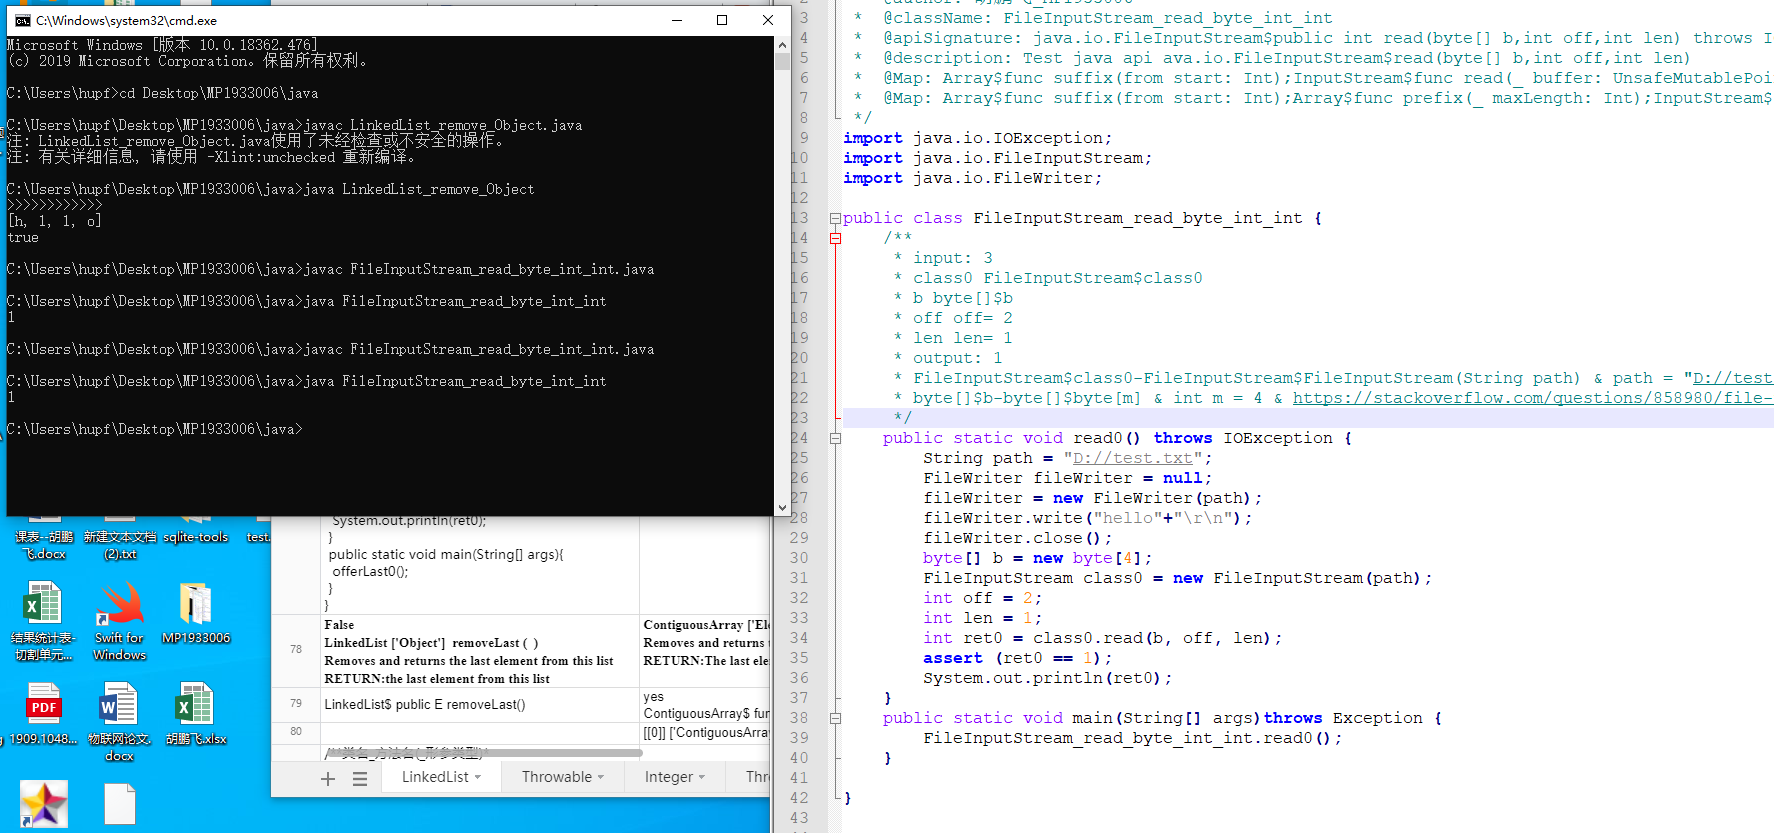 C:\Windows\system32\cmd.exe
Microsoft Windows [版本 10.0.18362.476]
(c) 2019 Microsoft Corporation。保留所有权利。
C:\Users\hupf>cd Desktop\MP1933006\java
C:\Users\hupf\Desktop\MP1933006\java>javac LinkedList_remove_Object.java
注: LinkedList_remove_Object.java使用了未经检查或不安全的操作。
注: 有关详细信息, 请使用 -Xlint:unchecked 重新编译。
C:\Users\hupf\Desktop\MP1933006\java>java LinkedList_remove_Object
>>>>>>>>>>>>
[h, l, l, o]
true
C:\Users\hupf\Desktop\MP1933006\java>javac FileInputStream_read_byte_int_int.java
C:\Users\hupf\Desktop\MP1933006\java>java FileInputStream_read_byte_int_int
1
C:\Users\hupf\Desktop\MP1933006\java>javac FileInputStream_read_byte_int_int.java
C:\Users\hupf\Desktop\MP1933006\java>java FileInputStream_read_byte_int_int
1
C:\Users\hupf\Desktop\MP1933006\java>
课表--胡鹏飞.docx
新建文本文档 (2).txt
sqlite-tools
test.
结果统计表-切割单元...
Swift for Windows
MP1933006
PDF
1909.1048...
物联网论文.docx
胡鹏飞.xlsx
System.out.println(ret0);
}
public static void main(String[] args){
offerLast0();
}
}
78
False
LinkedList ['Object']  removeLast ( )
Removes and returns the last element from this list
RETURN:the last element from this list
ContiguousArray ['El
Removes and returns t
RETURN:The last ele
79
LinkedList$ public E removeLast()
yes
ContiguousArray$ fun
80
[[0]] ['ContiguousArra
/**类名_方法名(_形参类型)
LinkedList
Throwable
Integer
Thr
3 * @className: FileInputStream_read_byte_int_int
4 * @apiSignature: java.io.FileInputStream$public int read(byte[] b,int off,int len) throws I
5 * @description: Test java api ava.io.FileInputStream$read(byte[] b,int off,int len)
6 * @Map: Array$func suffix(from start: Int);InputStream$func read(_ buffer: UnsafeMutablePoi
7 * @Map: Array$func suffix(from start: Int);Array$func prefix(_ maxLength: Int);InputStream$
8 */
9 import java.io.IOException;
10 import java.io.FileInputStream;
11 import java.io.FileWriter;
12
13 public class FileInputStream_read_byte_int_int {
14 /**
15 * input: 3
16 * class0 FileInputStream$class0
17 * b byte[]$b
18 * off off= 2
19 * len len= 1
20 * output: 1
21 * FileInputStream$class0-FileInputStream$FileInputStream(String path) & path = "D://test
22 * byte[]$b-byte[]$byte[m] & int m = 4 & https://stackoverflow.com/questions/858980/file-
23 */
24 public static void read0() throws IOException {
25 String path = "D://test.txt";
26 FileWriter fileWriter = null;
27 fileWriter = new FileWriter(path);
28 fileWriter.write("hello"+"\r\n");
29 fileWriter.close();
30 byte[] b = new byte[4];
31 FileInputStream class0 = new FileInputStream(path);
32 int off = 2;
33 int len = 1;
34 int ret0 = class0.read(b, off, len);
35 assert (ret0 == 1);
36 System.out.println(ret0);
37 }
38 public static void main(String[] args)throws Exception {
39 FileInputStream_read_byte_int_int.read0();
40 }
41
42 }
43